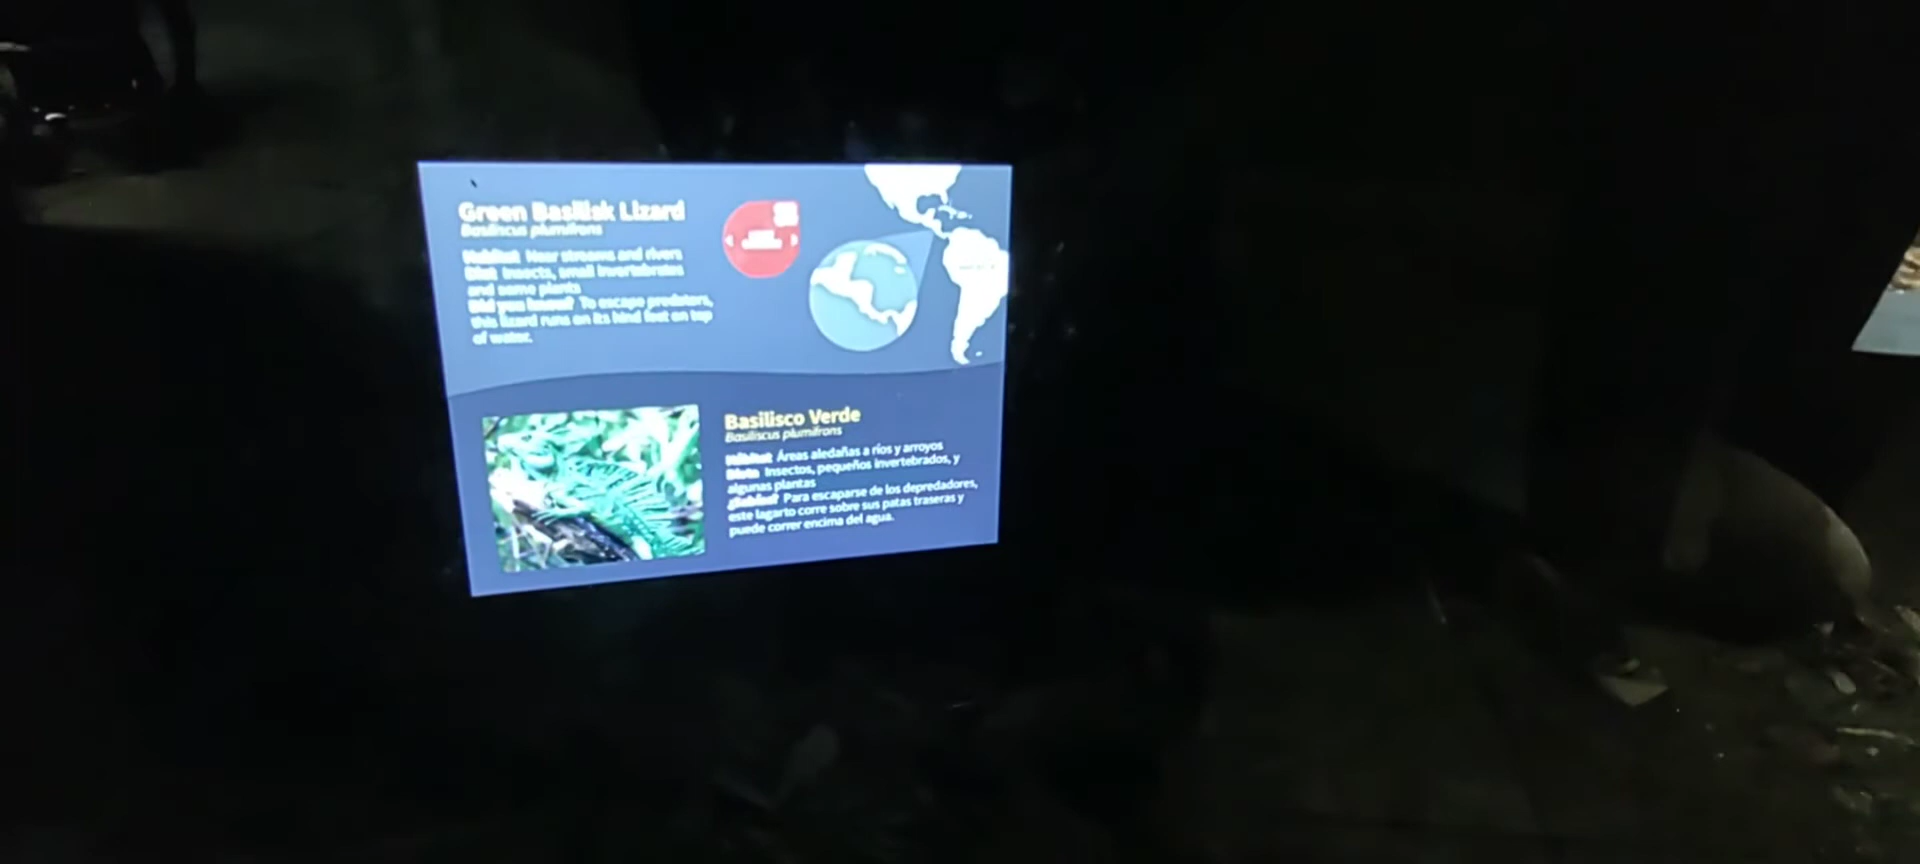 Green Basilisk Lizard
Basiliscus plumifrons
Habitat Near streams and rivers
Diet Insects, small invertebrates
and some plants
Did you know? To escape predators,
this lizard runs on its hind feet on top
of water.
Basilisco Verde
Basiliscus plumifrons
Hábitat Áreas aledañas a ríos y arroyos
Dieta Insectos, pequeños invertebrados, y
algunas plantas
¿Sabías? Para escaparse de los depredadores,
este lagarto corre sobre sus patas traseras y
puede correr encima del agua.